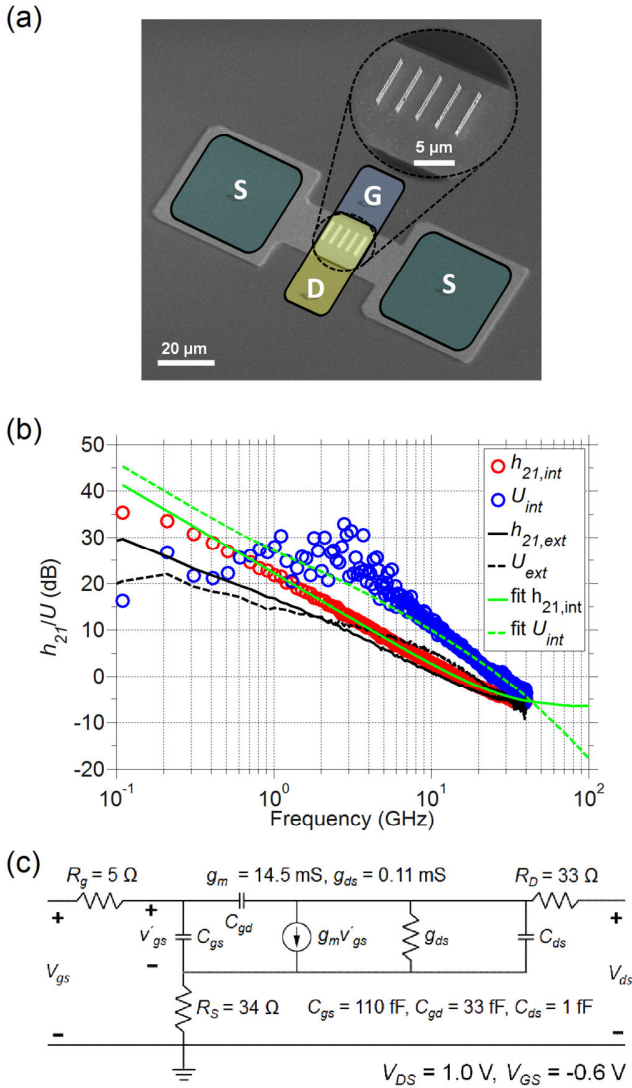 (a)
S
G
D
S
5 µm
20 µm
(b)
h21/U (dB)
50
40
30
20
10
0
-10
-20
10-1
100
101
102
Frequency (GHz)
h21,int
Uint
h21,ext
Uext
fit h21,int
fit Uint
(c)
Rg = 5 Ω
gm = 14.5 mS, gds = 0.11 mS
RD = 33 Ω
+
+
+
v´gs
Cgs
Cgd
gmv´gs
gds
Cds
−
Vgs
Vds
RS = 34 Ω
Cgs = 110 fF, Cgd = 33 fF, Cds = 1 fF
−
−
VDS = 1.0 V, VGS = -0.6 V